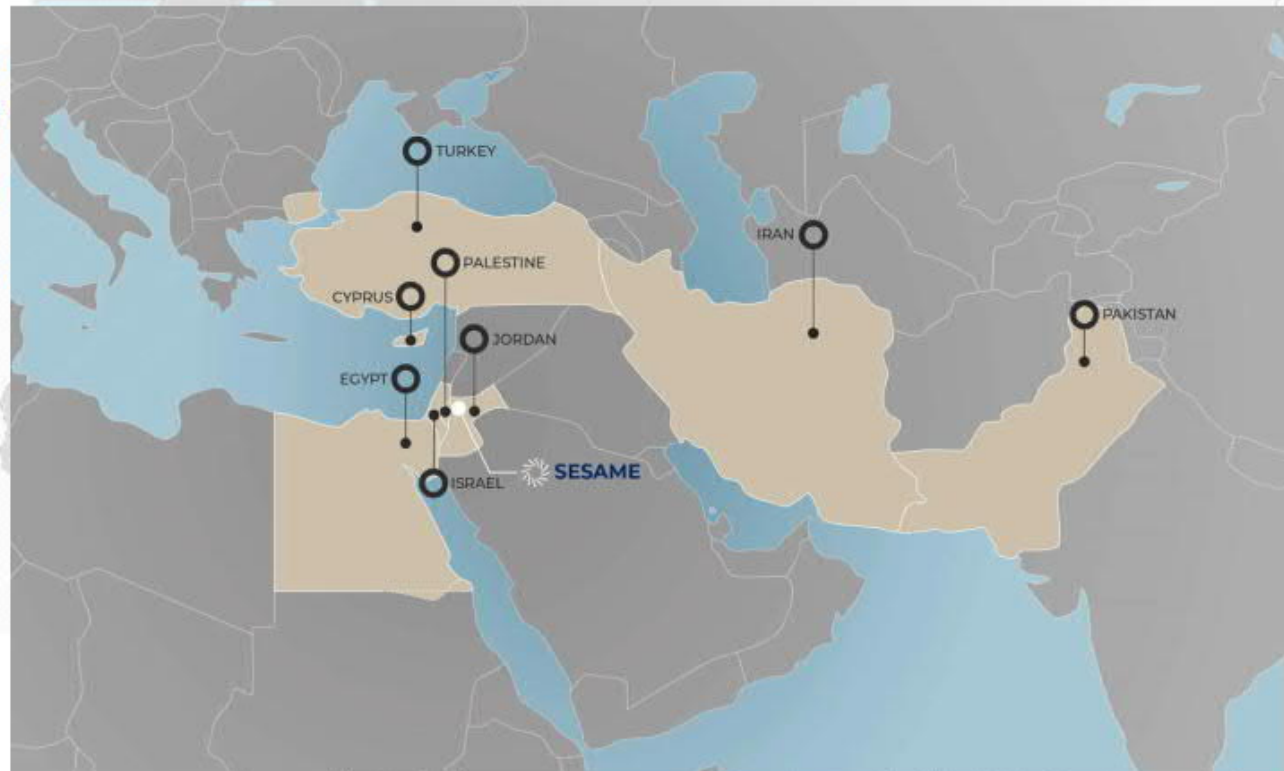 TURKEY
IRAN
PALESTINE
CYPRUS
PAKISTAN
JORDAN
EGYPT
SESAME
ISRAEL